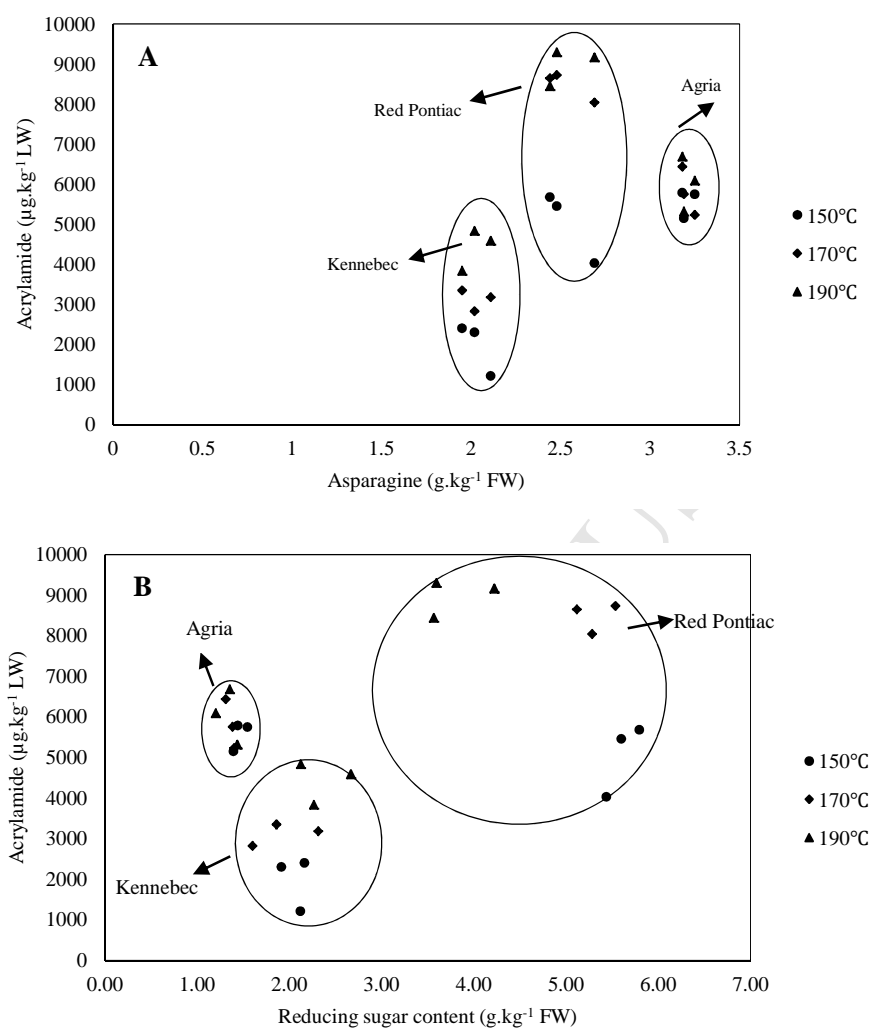 10000
A
9000
Agria
8000
Red Pontiac
7000
6000
5000
Kennebec
4000
3000
2000
1000
0
Acrylamide (µg.kg-1 LW)
0 0.5 1 1.5 2 2.5 3 3.5
Asparagine (g.kg-1 FW)
150°C
170°C
190°C
10000
B
9000
Agria
Red Pontiac
8000
7000
6000
5000
4000
3000
2000
Kennebec
1000
0
Acrylamide (µg.kg-1 LW)
0.00 1.00 2.00 3.00 4.00 5.00 6.00 7.00
Reducing sugar content (g.kg-1 FW)
150°C
170°C
190°C